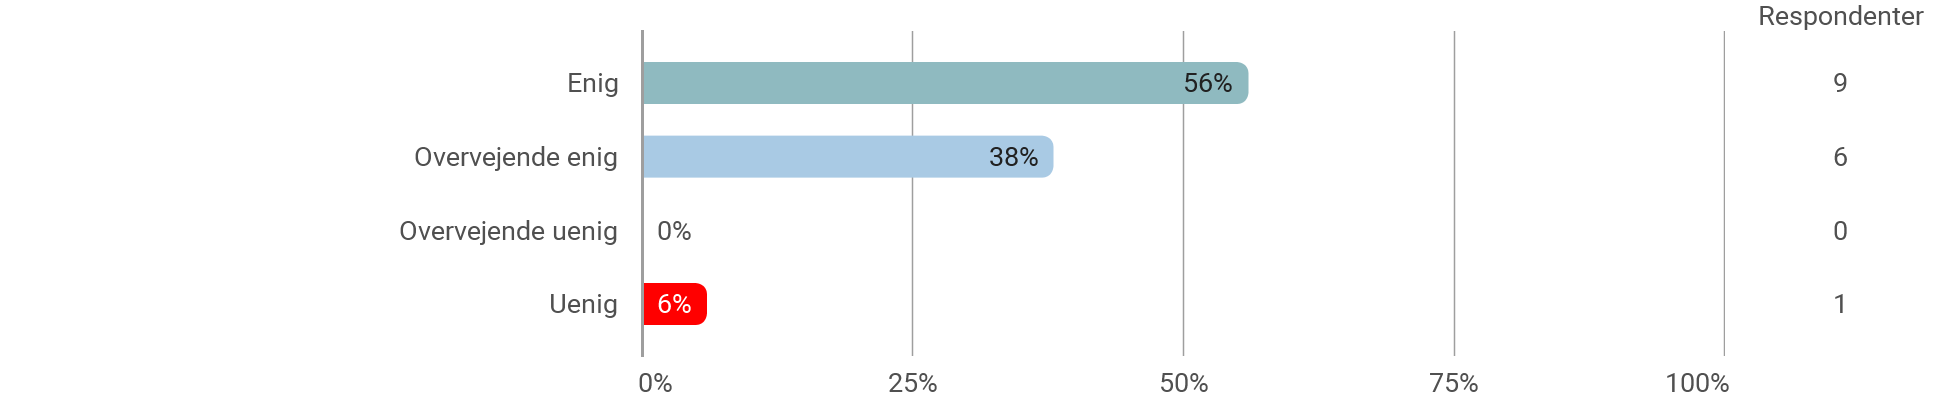 Respondenter
Enig 56% 9
Overvejende enig 38% 6
Overvejende uenig 0% 0
Uenig 6% 1
0% 25% 50% 75% 100%